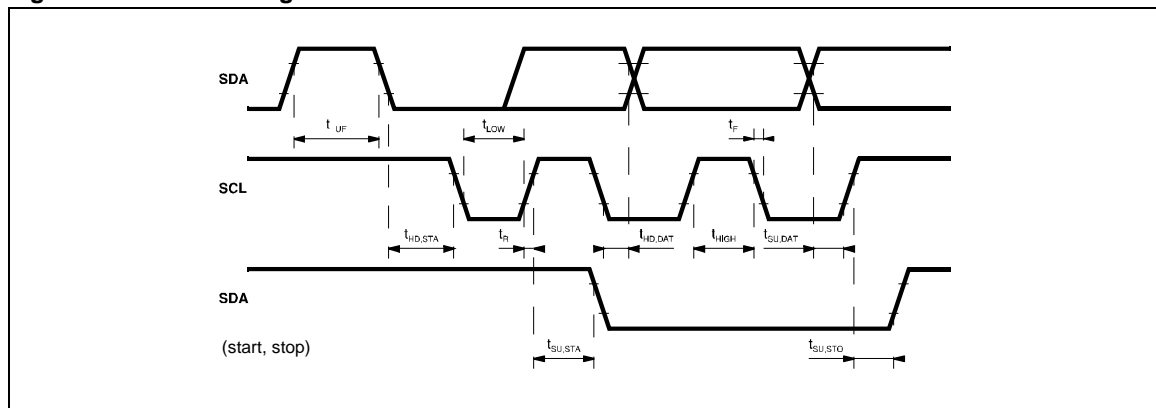 SDA
t UF
tLOW
tF
SCL
tHD,STA
tR
tHD,DAT
tHIGH
tSU,DAT
SDA
(start, stop)
tSU,STA
tSU,STO